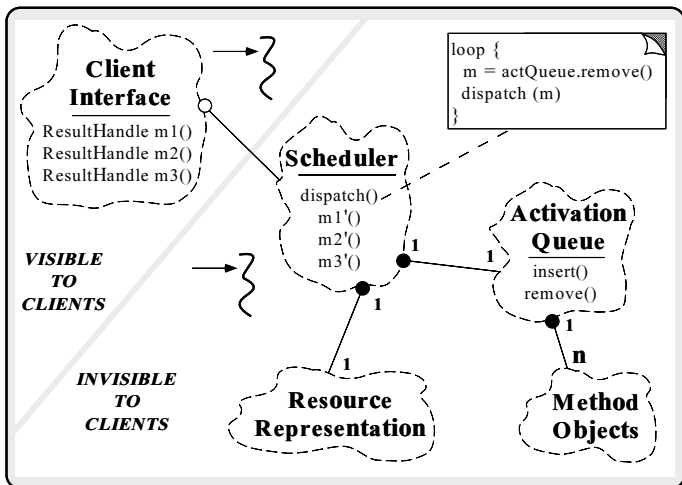 Client
Interface
ResultHandle m1()
ResultHandle m2()
ResultHandle m3()
loop {
m = actQueue.remove()
dispatch (m)
}
Scheduler
dispatch()
m1'()
m2'()
m3'()
Activation
Queue
insert()
remove()
VISIBLE
TO
CLIENTS
1
1
1
1
1
n
INVISIBLE
TO
CLIENTS
Resource
Representation
Method
Objects